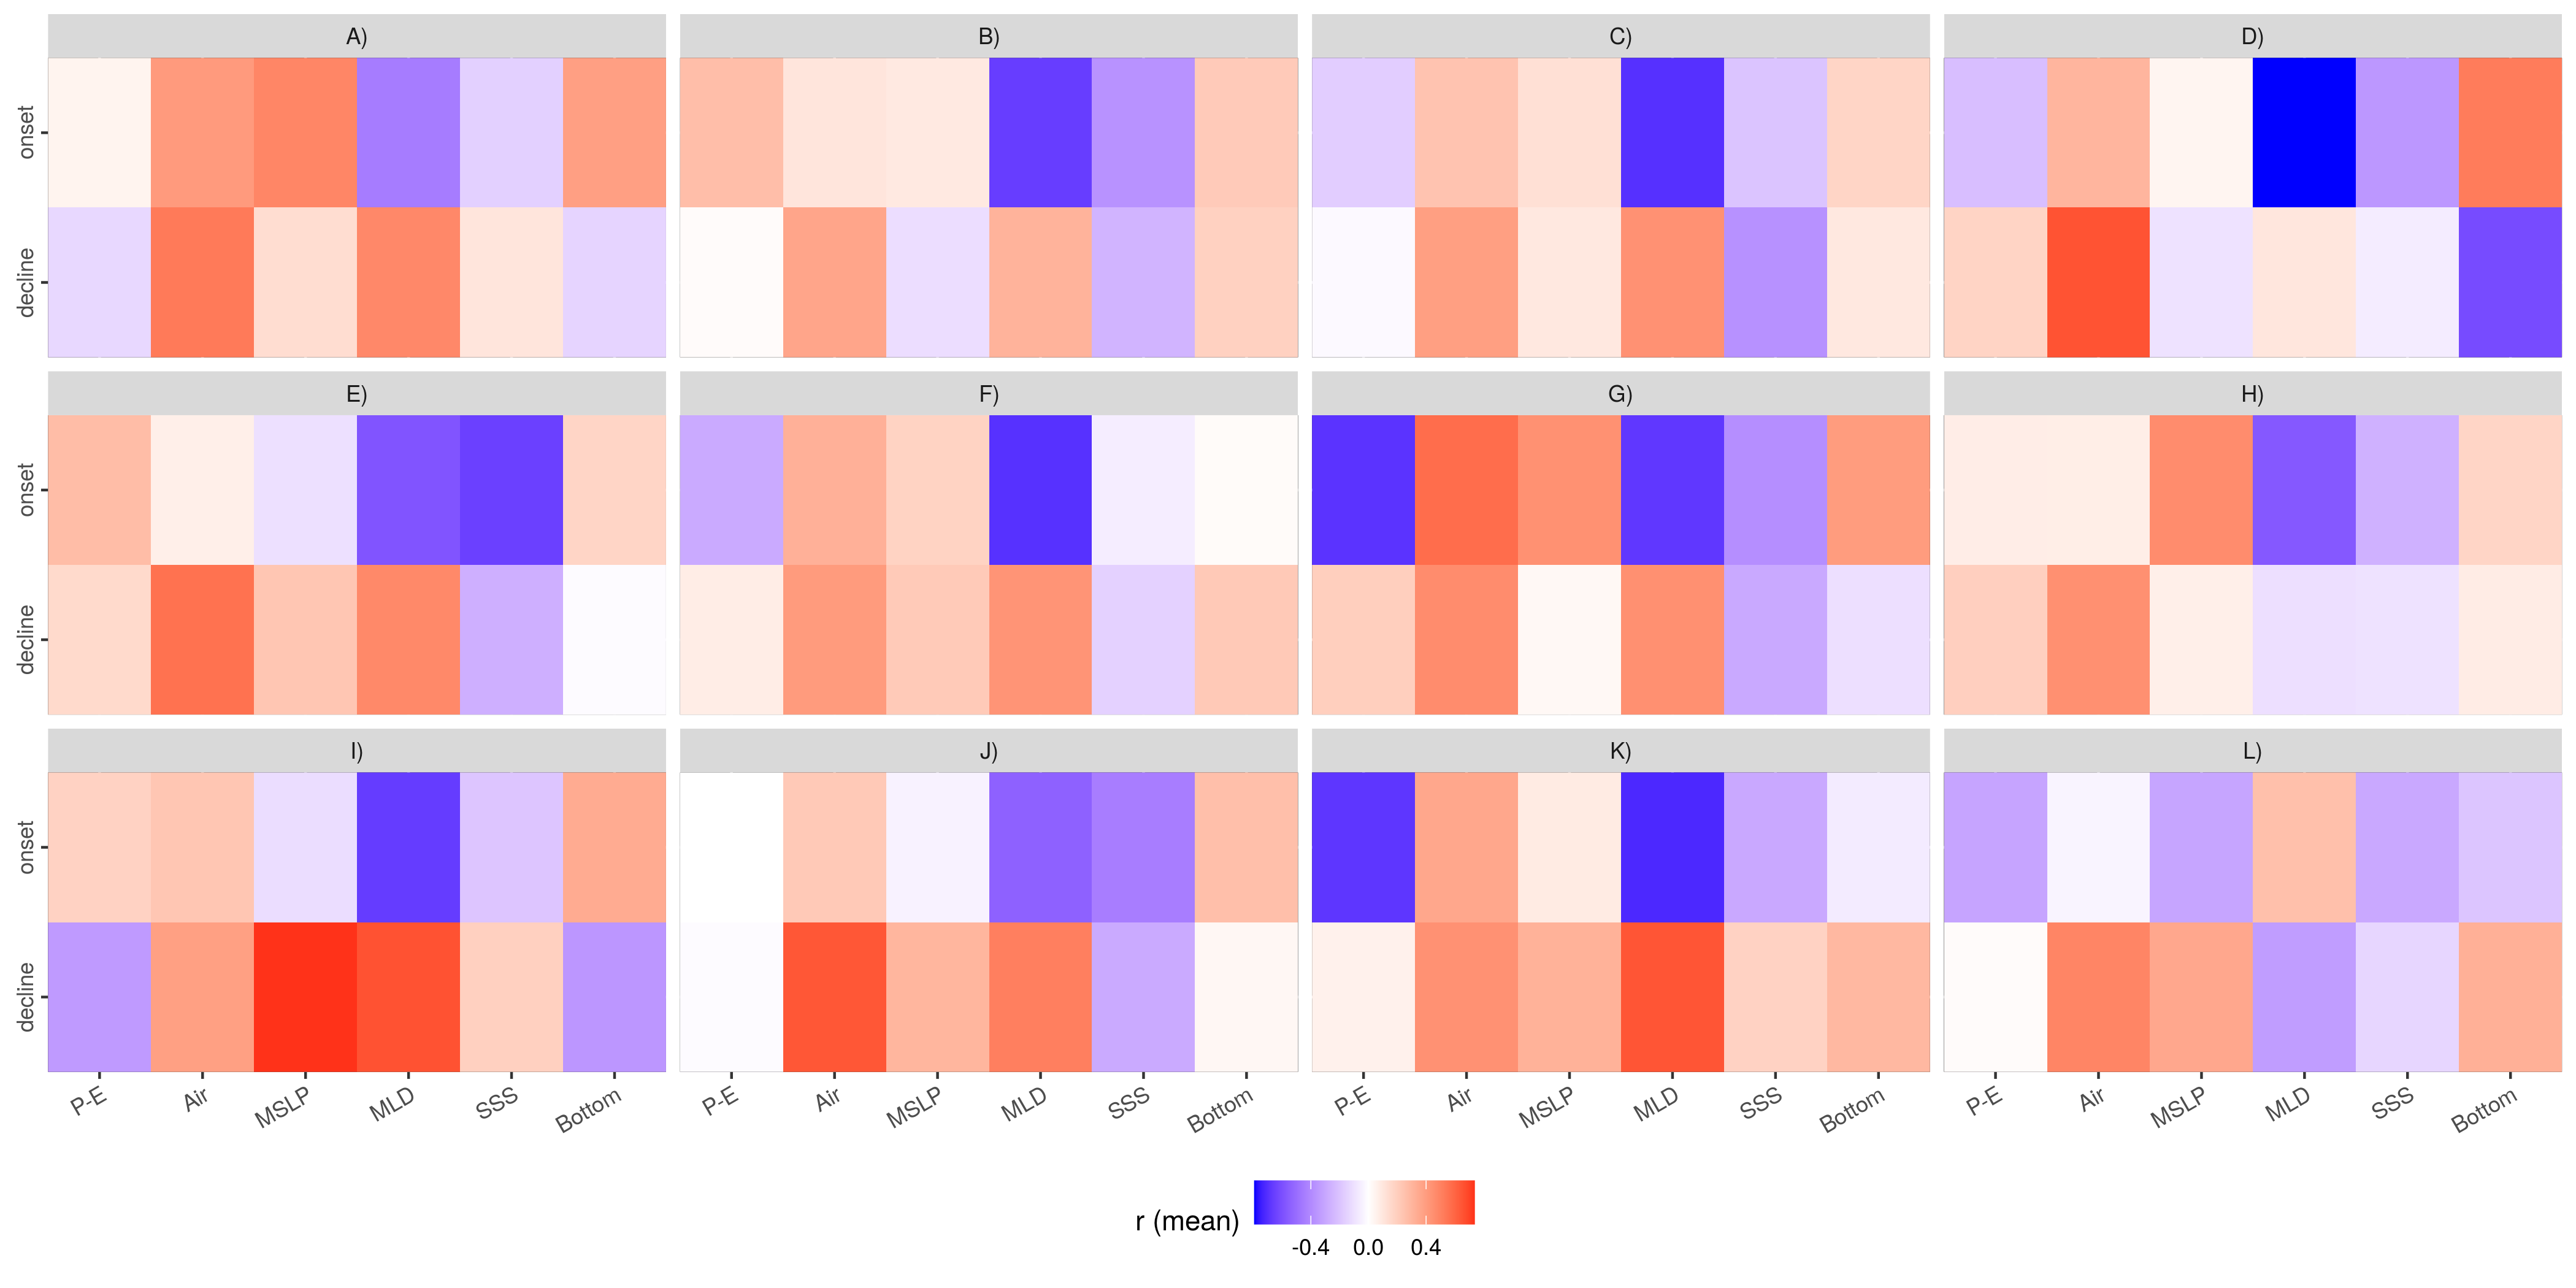 A) B) C) D)
onset
decline
E) F) G) H)
onset
decline
I) J) K) L)
onset
decline
P-E Air MSLP MLD SSS Bottom P-E Air MSLP MLD SSS Bottom P-E Air MSLP MLD SSS Bottom P-E Air MSLP MLD SSS Bottom
r (mean)
-0.4 0.0 0.4